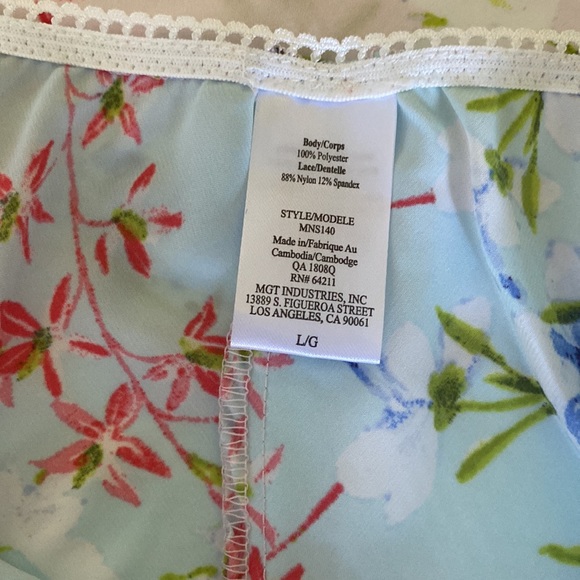 Body/Corps
100% Polyester
Lace/Dentelle
88% Nylon 12% Spandex
STYLE/MODELE
MNS140
Made in/Fabrique Au
Cambodia/Cambodge
QA 1808Q
RN# 64211
MGT INDUSTRIES, INC
13889 S. FIGUEROA STREET
LOS ANGELES, CA 90061
L/G